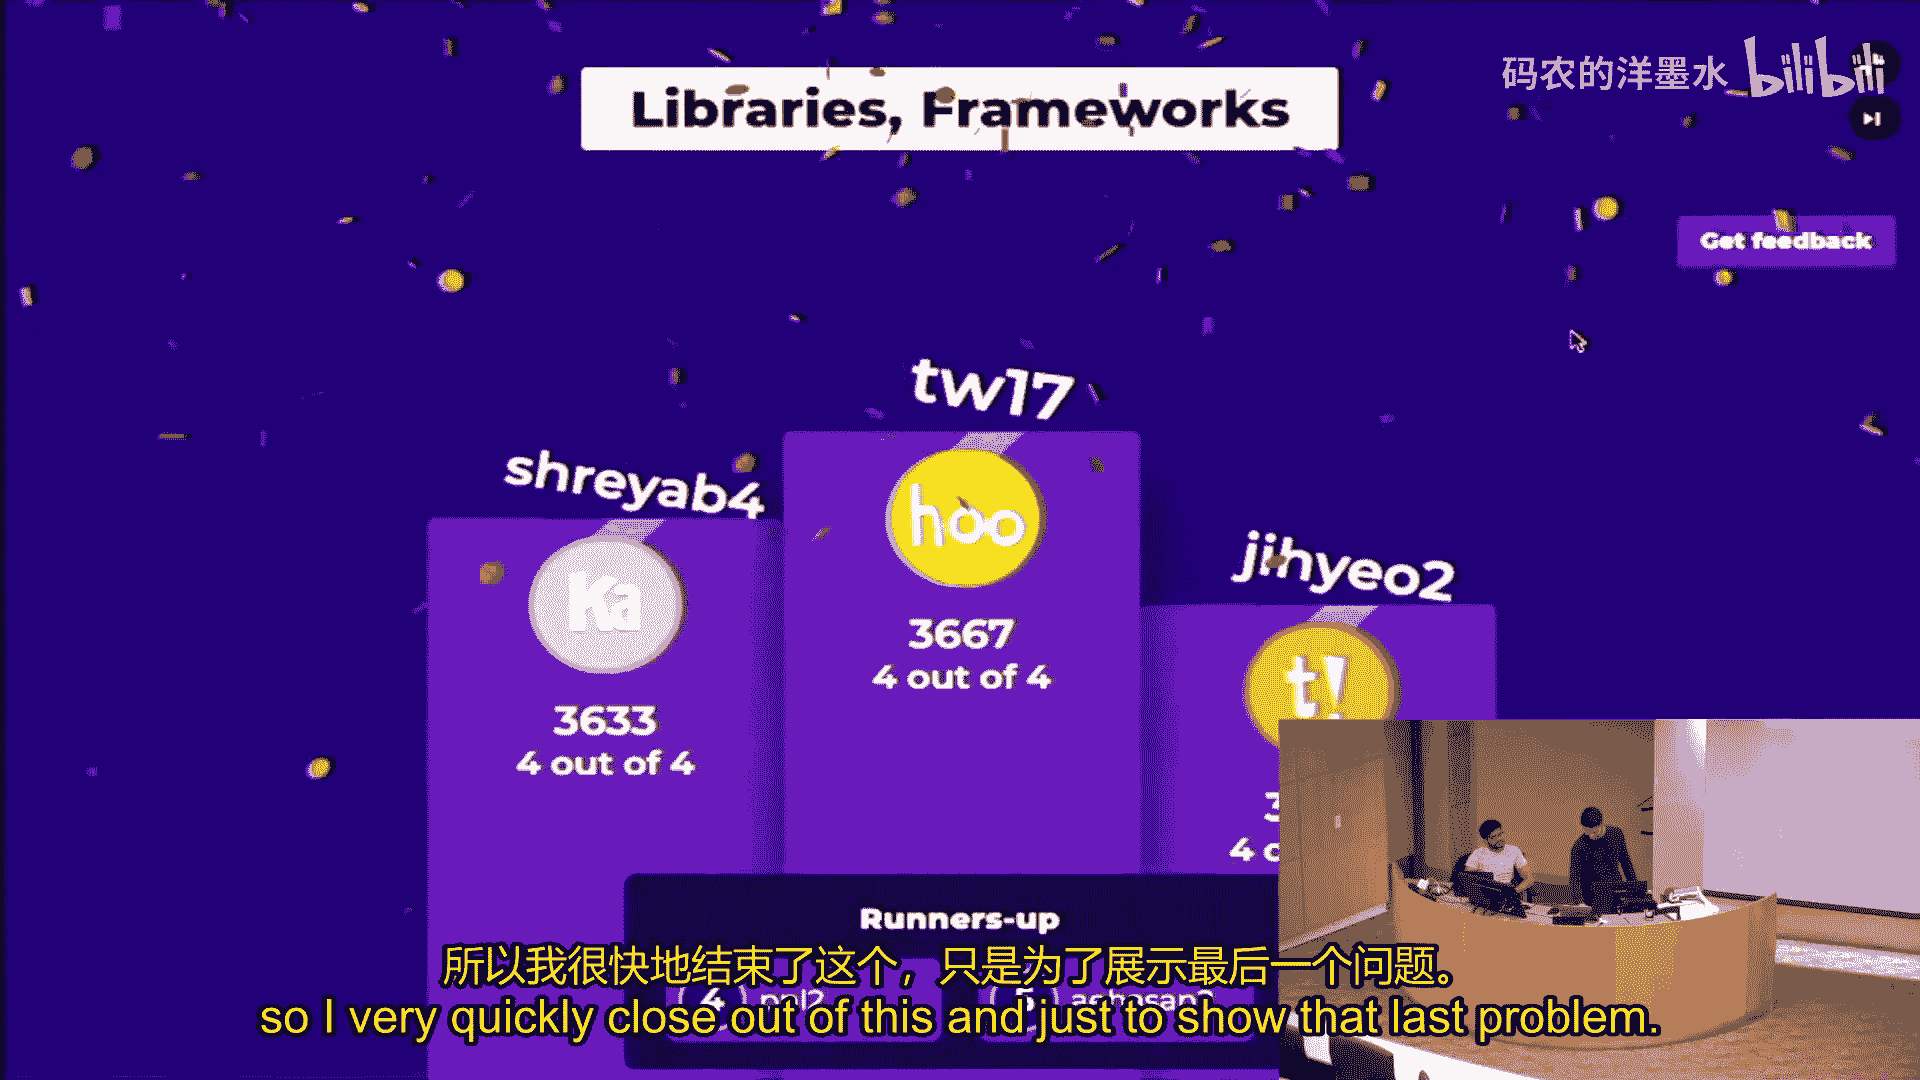 码农的洋墨水 bilibili
Libraries, Frameworks
Get feedback
tw17
shreyab4
hoo
jihyeo2
Ka
3667
t!
4 out of 4
3633
4 out of 4
4
Runners-up
所以我很快地结束了这个，只是为了展示最后一个问题。
4
5
so I very quickly close out of this and just to show that last problem.